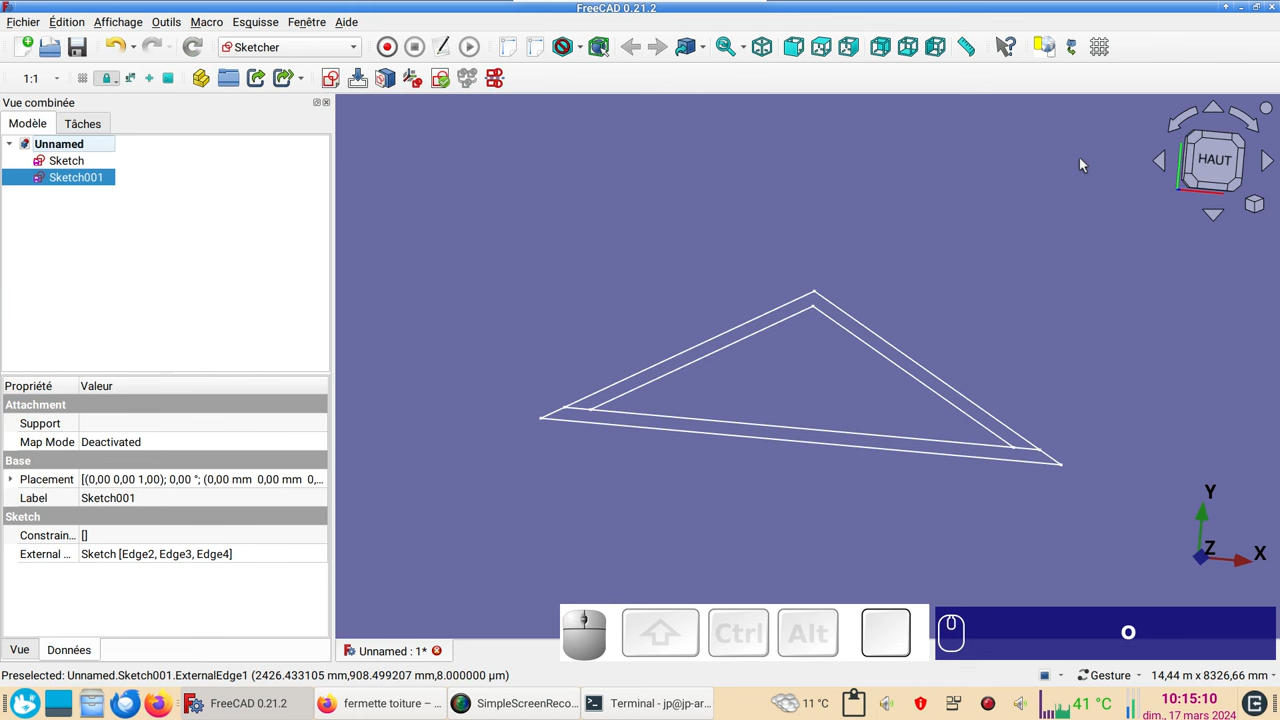 FreeCAD 0.21.2
Fichier Édition Affichage Outils Macro Esquisse Fenêtre Aide
Sketcher
1:1
Vue combinée
Modèle Tâches
Unnamed
Sketch
Sketch001
HAUT
Propriété Valeur
Attachment
Support
Map Mode Deactivated
Base
Placement [(0,00 0,00 1,00); 0,00 °; (0,00 mm 0,00 mm 0,...
Label Sketch001
Sketch
Constrain... []
External ... Sketch [Edge2, Edge3, Edge4]
Y
Z X
Ctrl Alt
o
Vue Données
Unnamed : 1*
Preselected: Unnamed.Sketch001.ExternalEdge1 (2426.433105 mm,908.499207 mm,8.000000 µm)
Gesture
14,44 m x 8326,66 mm
FreeCAD 0.21.2
fermette toiture – ...
SimpleScreenReco...
Terminal - jp@jp-ar...
11 °C
41 °C
10:15:10
dim., 17 mars 2024